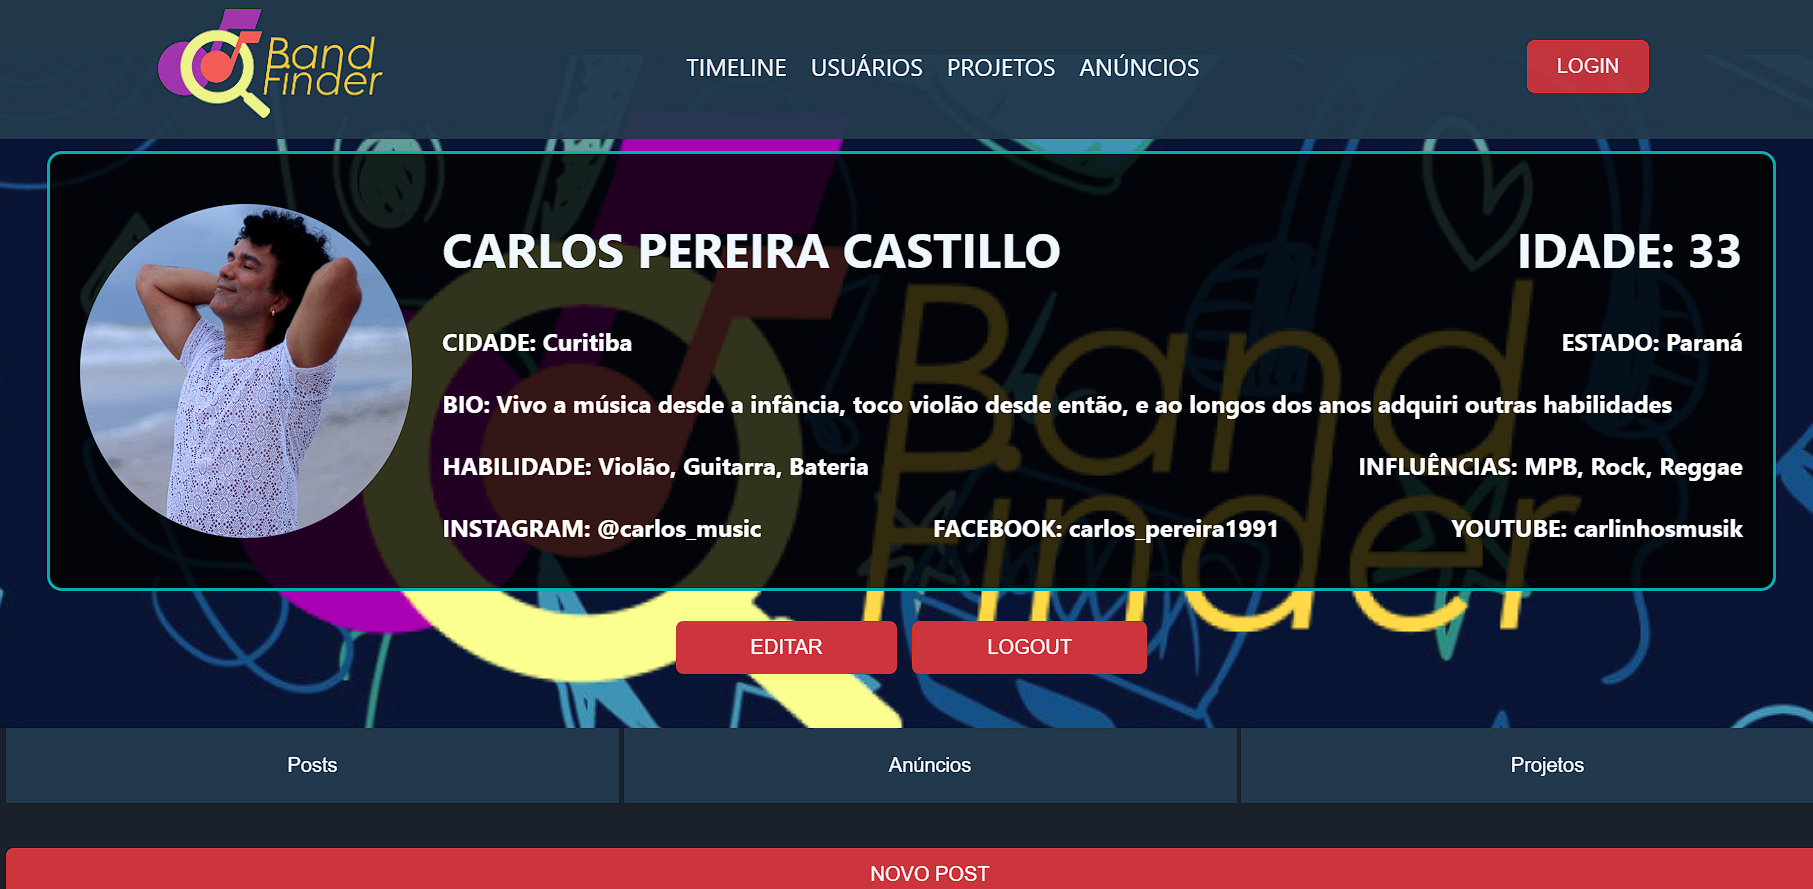 Band
Finder
TIMELINE USUÁRIOS PROJETOS ANÚNCIOS
LOGIN
CARLOS PEREIRA CASTILLO IDADE: 33
CIDADE: Curitiba ESTADO: Paraná
BIO: Vivo a música desde a infância, toco violão desde então, e ao longos dos anos adquiri outras habilidades
HABILIDADE: Violão, Guitarra, Bateria INFLUÊNCIAS: MPB, Rock, Reggae
INSTAGRAM: @carlos_music FACEBOOK: carlos_pereira1991 YOUTUBE: carlinhosmusik
Band
Finder
EDITAR LOGOUT
Posts Anúncios Projetos
NOVO POST